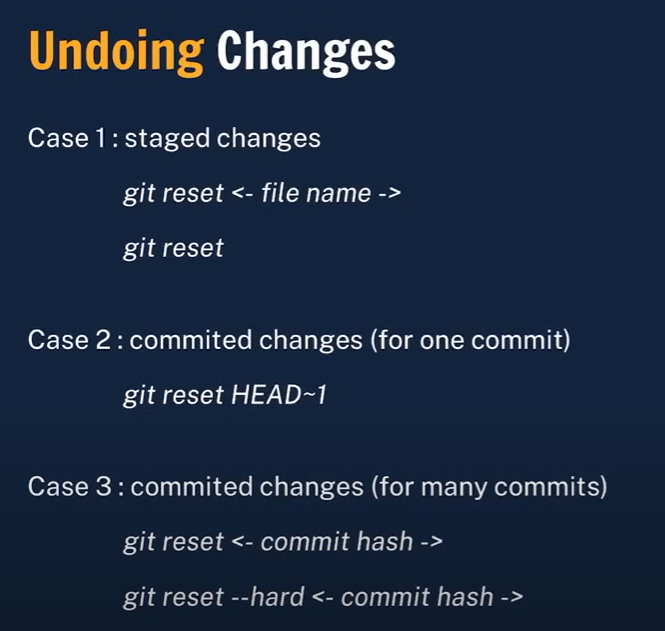 Undoing Changes
Case 1 : staged changes
git reset <- file name ->
git reset
Case 2 : commited changes (for one commit)
git reset HEAD~1
Case 3 : commited changes (for many commits)
git reset <- commit hash ->
git reset --hard <- commit hash ->